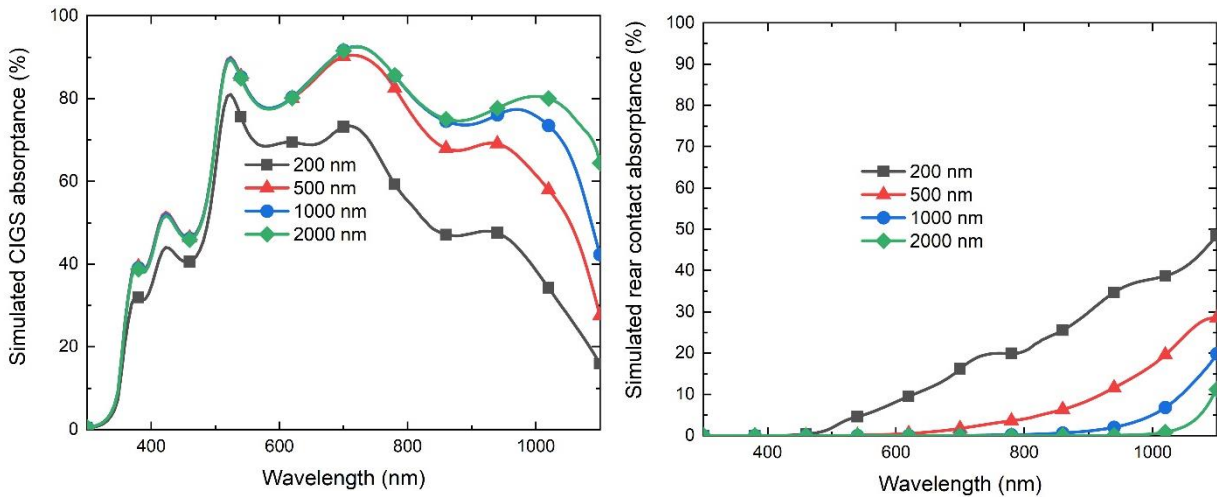 Simulated CIGS absorptance (%)
100
80
60
40
20
0
200 nm
500 nm
1000 nm
2000 nm
400
600
800
1000
Wavelength (nm)
Simulated rear contact absorptance (%)
100
90
80
70
60
50
40
30
20
10
0
200 nm
500 nm
1000 nm
2000 nm
400
600
800
1000
Wavelength (nm)